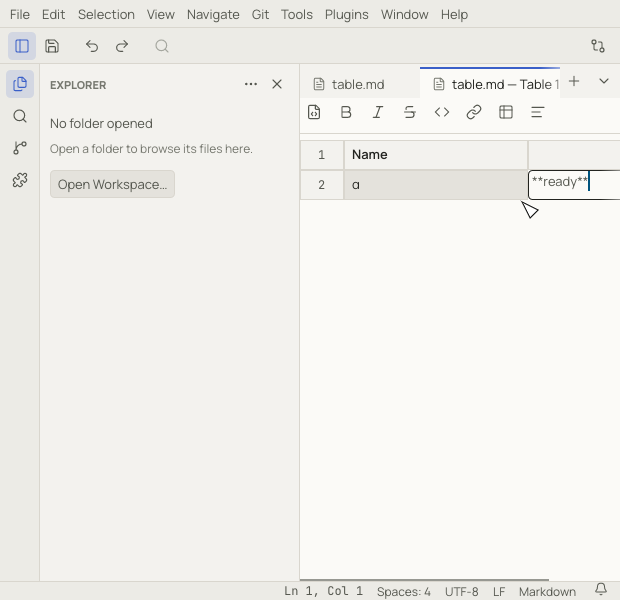 File Edit Selection View Navigate Git Tools Plugins Window Help
EXPLORER
No folder opened
Open a folder to browse its files here.
Open Workspace...
table.md
table.md — Table 1
1 Name
2 a **ready**
Ln 1, Col 1 Spaces: 4 UTF-8 LF Markdown